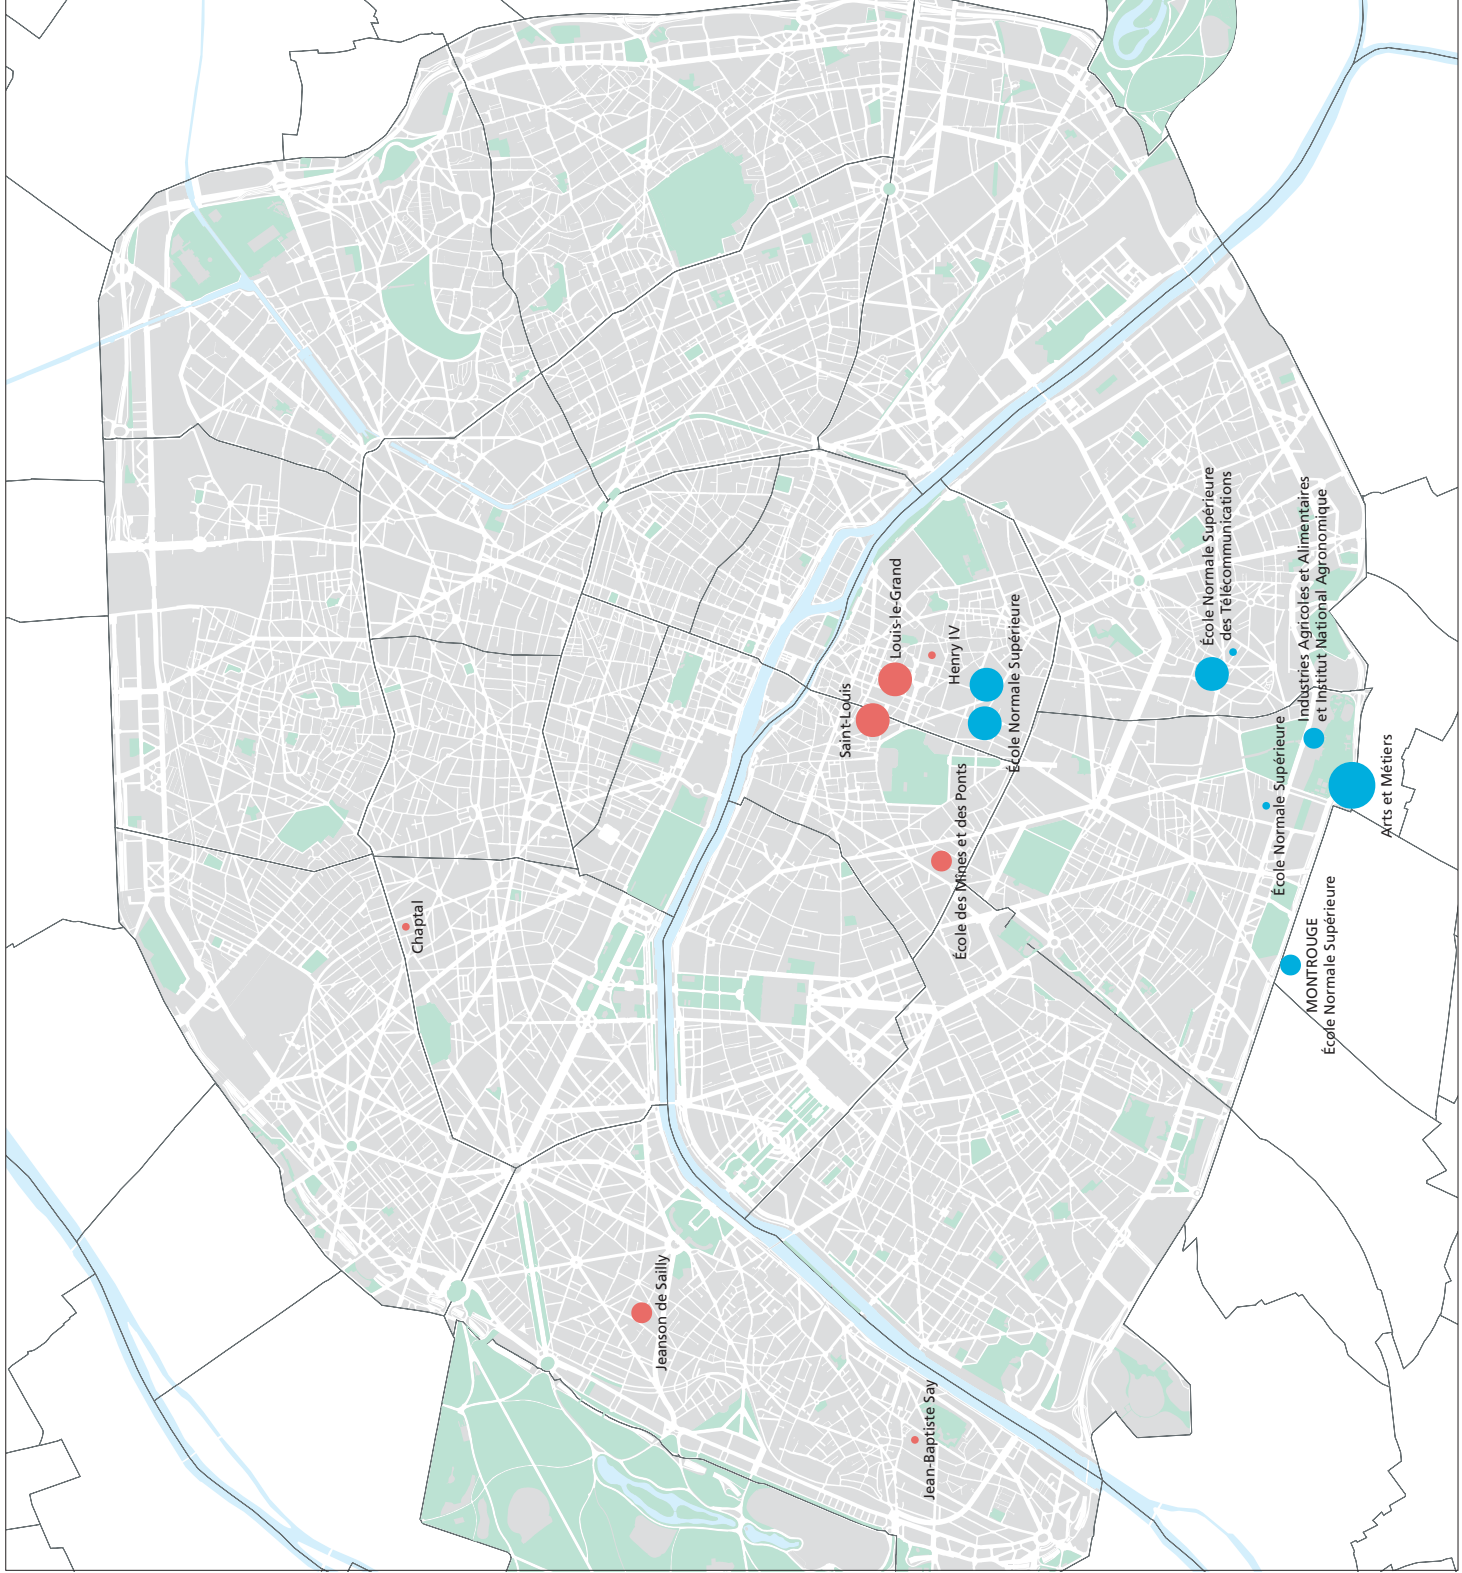 Chaptal
Jeanson de Sailly
Jean-Baptiste Say
Saint-Louis
Louis-le-Grand
Henry IV
École Normale Supérieure
École des Mines et des Ponts
École Normale Supérieure
des Télécommunications
Industries Agricoles et Alimentaires
et Institut National Agronomique
École Normale Supérieure
Arts et Métiers
MONTROUGE
École Normale Supérieure